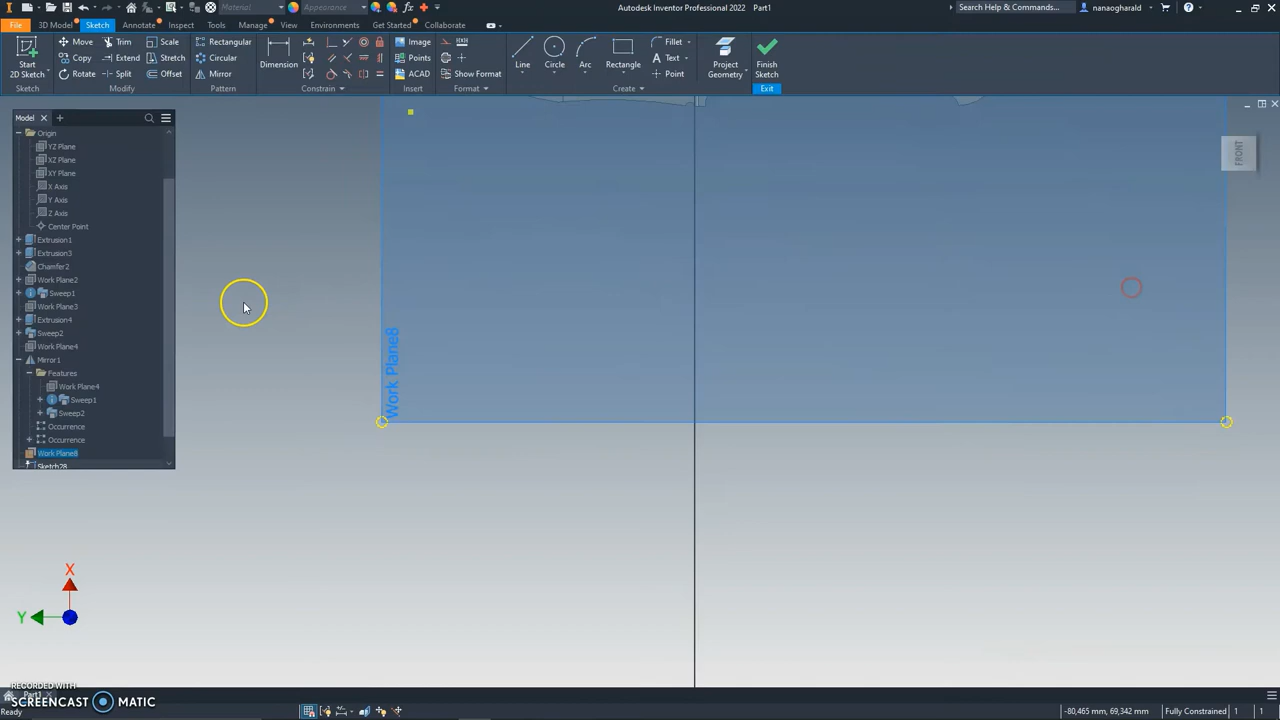 Material
Appearance
Autodesk Inventor Professional 2022 Part1
Search Help & Commands...
nanaogharald
File
3D Model
Sketch
Annotate
Inspect
Tools
Manage
View
Environments
Get Started
Collaborate
Start
2D Sketch
Move
Copy
Rotate
Trim
Extend
Split
Scale
Stretch
Offset
Rectangular
Circular
Mirror
Dimension
Image
Points
ACAD
Show Format
Line
Circle
Arc
Rectangle
Fillet
Text
Point
Project
Geometry
Finish
Sketch
Sketch
Modify
Pattern
Constrain
Insert
Format
Create
Exit
Model
Origin
YZ Plane
XZ Plane
XY Plane
X Axis
Y Axis
Z Axis
Center Point
Extrusion1
Extrusion3
Chamfer2
Work Plane2
Sweep1
Work Plane3
Extrusion4
Sweep2
Work Plane4
Mirror1
Features
Work Plane4
Sweep1
Sweep2
Occurrence
Occurrence
Work Plane8
Sketch28
Work Plane8
FRONT
X
Y
RECORDED WITH
SCREENCAST MATIC
Part1
Ready
-80,465 mm, 69,342 mm
Fully Constrained
1
1